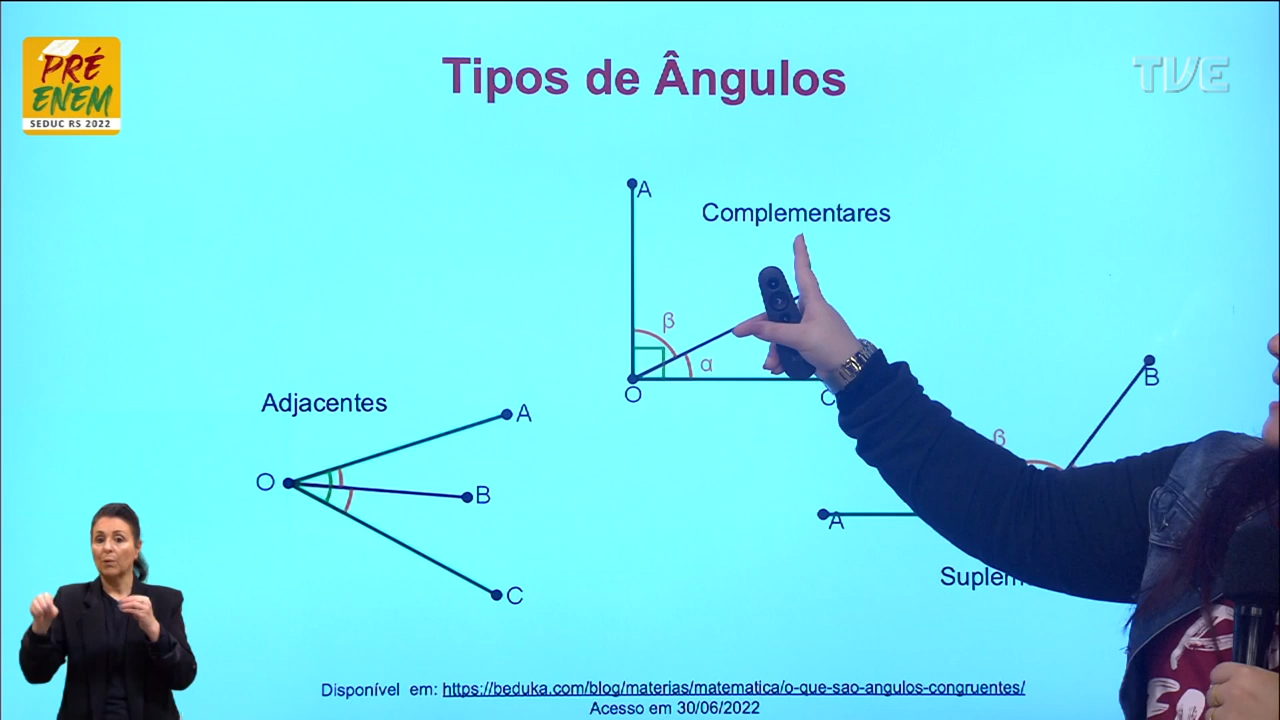 PRÉ
ENEM
SEDUC RS 2022
Tipos de Ângulos
TVE
A
Complementares
β
α
O
C
B
β
Adjacentes
A
O
B
C
A
Disponível em: https://beduka.com/blog/materias/matematica/o-que-sao-angulos-congruentes/
Acesso em 30/06/2022